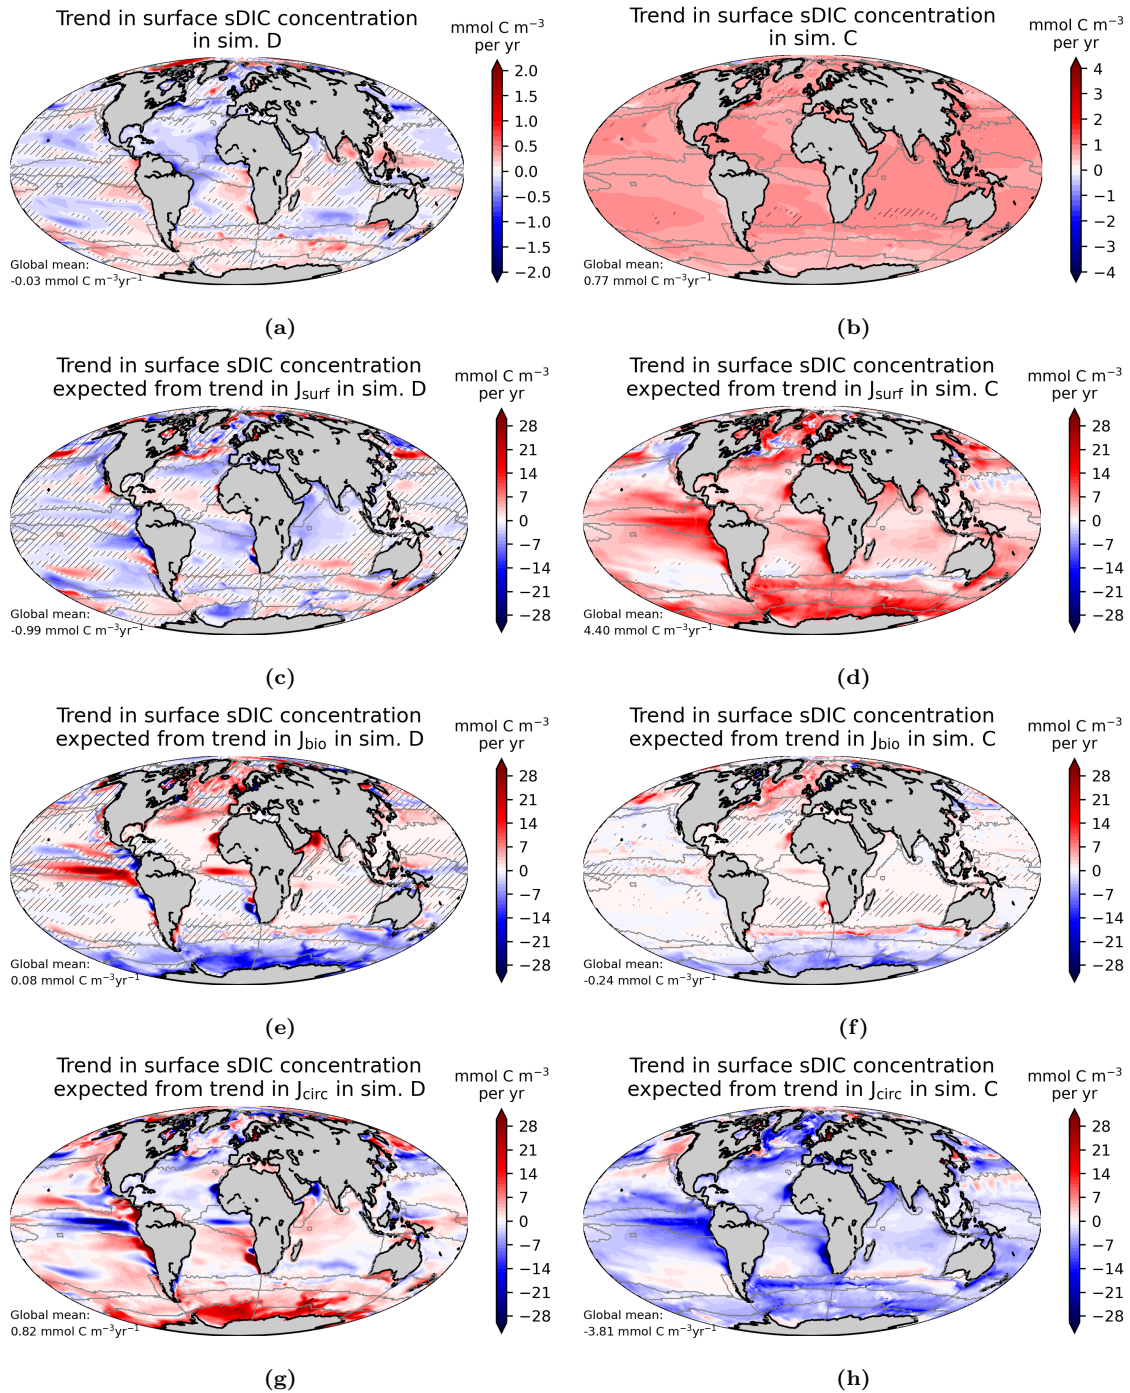 Trend in surface sDIC concentration
in sim. D
mmol C m⁻³
per yr
2.0
1.5
1.0
0.5
0.0
−0.5
−1.0
−1.5
−2.0
Global mean:
-0.03 mmol C m⁻³yr⁻¹
(a)
Trend in surface sDIC concentration
in sim. C
mmol C m⁻³
per yr
4
3
2
1
0
−1
−2
−3
−4
Global mean:
0.77 mmol C m⁻³yr⁻¹
(b)
Trend in surface sDIC concentration
expected from trend in J_surf in sim. D
mmol C m⁻³
per yr
28
21
14
7
0
−7
−14
−21
−28
Global mean:
-0.99 mmol C m⁻³yr⁻¹
(c)
Trend in surface sDIC concentration
expected from trend in J_surf in sim. C
mmol C m⁻³
per yr
28
21
14
7
0
−7
−14
−21
−28
Global mean:
4.40 mmol C m⁻³yr⁻¹
(d)
Trend in surface sDIC concentration
expected from trend in J_bio in sim. D
mmol C m⁻³
per yr
28
21
14
7
0
−7
−14
−21
−28
Global mean:
0.08 mmol C m⁻³yr⁻¹
(e)
Trend in surface sDIC concentration
expected from trend in J_bio in sim. C
mmol C m⁻³
per yr
28
21
14
7
0
−7
−14
−21
−28
Global mean:
-0.24 mmol C m⁻³yr⁻¹
(f)
Trend in surface sDIC concentration
expected from trend in J_circ in sim. D
mmol C m⁻³
per yr
28
21
14
7
0
−7
−14
−21
−28
Global mean:
0.82 mmol C m⁻³yr⁻¹
(g)
Trend in surface sDIC concentration
expected from trend in J_circ in sim. C
mmol C m⁻³
per yr
28
21
14
7
0
−7
−14
−21
−28
Global mean:
-3.81 mmol C m⁻³yr⁻¹
(h)